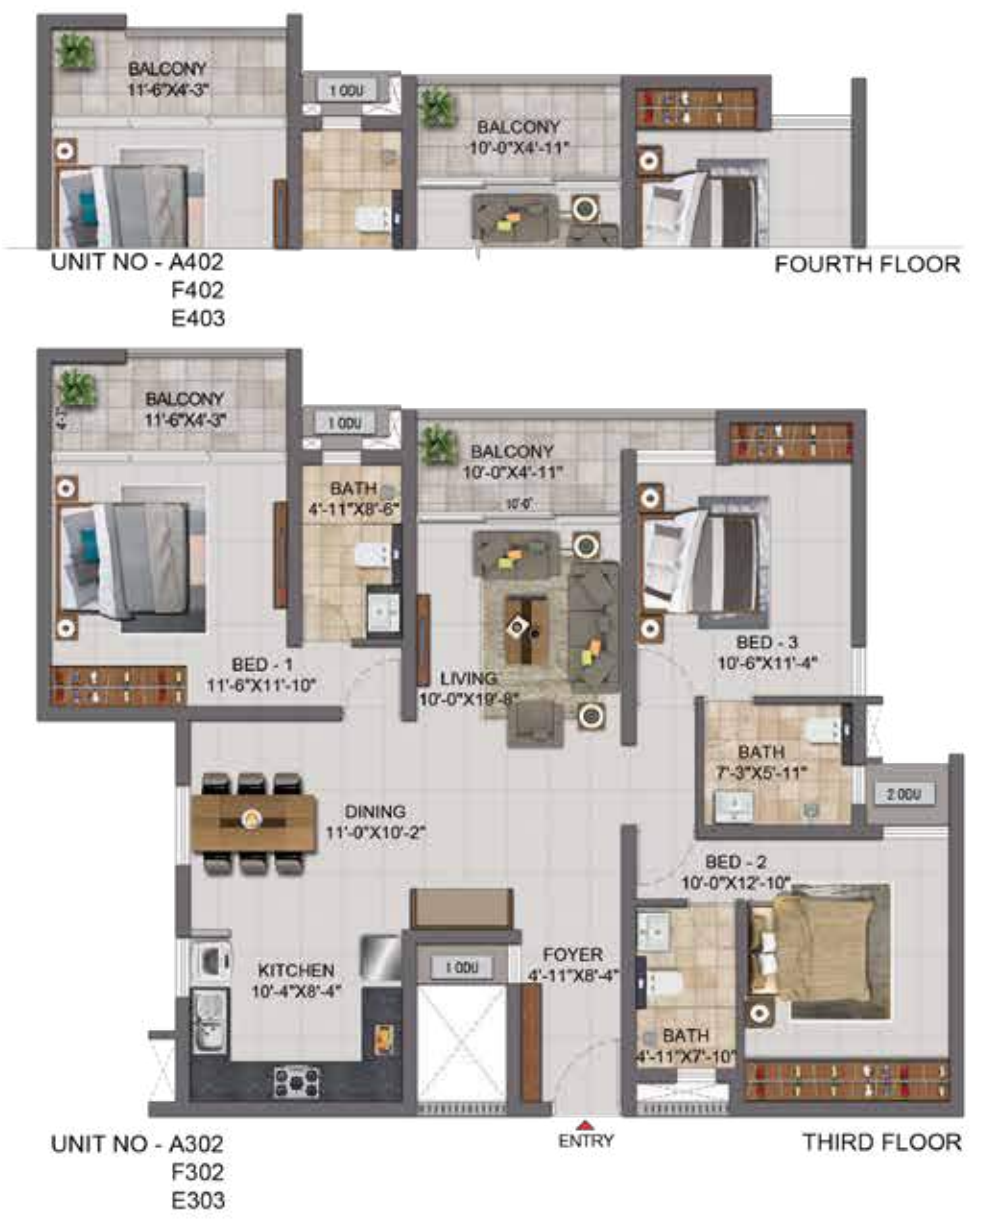 BALCONY
11'-6"X4'-3"
1 ODU
BALCONY
10'-0"X4'-11"
UNIT NO - A402
F402
E403
FOURTH FLOOR
BALCONY
11'-6"X4'-3"
4'-3"
1 ODU
BALCONY
10'-0"X4'-11"
10'-0"
BATH
4'-11"X8'-6"
BED - 1
11'-6"X11'-10"
LIVING
10'-0"X19'-8"
BED - 3
10'-6"X11'-4"
BATH
7'-3"X5'-11"
2 ODU
DINING
11'-0"X10'-2"
BED - 2
10'-0"X12'-10"
KITCHEN
10'-4"X8'-4"
1 ODU
FOYER
4'-11"X8'-4"
BATH
4'-11"X7'-10"
ENTRY
UNIT NO - A302
F302
E303
THIRD FLOOR